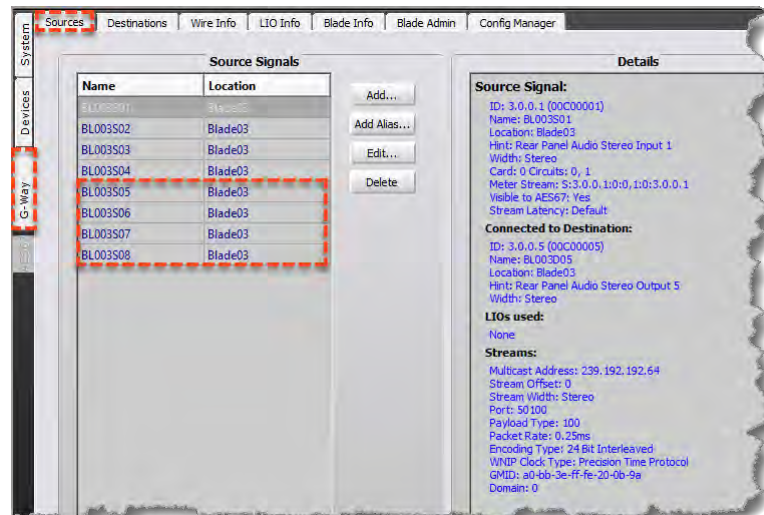 System
Devices
G-Way
Sources
Destinations
Wire Info
LIO Info
Blade Info
Blade Admin
Config Manager
Source Signals
Name Location
BL003S01 Blade03
BL003S02 Blade03
BL003S03 Blade03
BL003S04 Blade03
BL003S05 Blade03
BL003S06 Blade03
BL003S07 Blade03
BL003S08 Blade03
Add...
Add Alias...
Edit...
Delete
Details
Source Signal:
ID: 3.0.0.1 (00C00001)
Name: BL003S01
Location: Blade03
Hint: Rear Panel Audio Stereo Input 1
Width: Stereo
Card: 0 Circuits: 0, 1
Meter Stream: S:3.0.0.1:0:0,1:0:3.0.0.1
Visible to AES67: Yes
Stream Latency: Default
Connected to Destination:
ID: 3.0.0.5 (00C00005)
Name: BL003D05
Location: Blade03
Hint: Rear Panel Audio Stereo Output 5
Width: Stereo
LIOs used:
None
Streams:
Multicast Address: 239.192.192.64
Stream Offset: 0
Stream Width: Stereo
Port: 50100
Payload Type: 100
Packet Rate: 0.25ms
Encoding Type: 24 Bit Interleaved
WNIP Clock Type: Precision Time Protocol
GMID: a0-bb-3e-ff-fe-20-0b-9a
Domain: 0